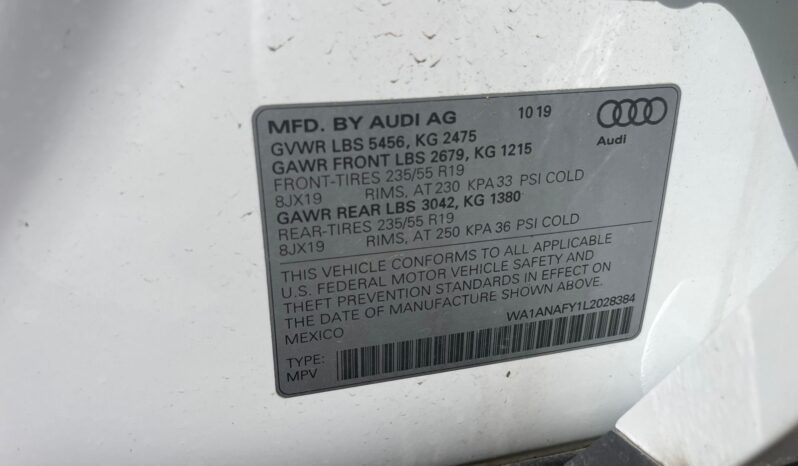 MFD. BY AUDI AG 10 19
Audi
GVWR LBS 5456, KG 2475
GAWR FRONT LBS 2679, KG 1215
FRONT-TIRES 235/55 R19
8JX19 RIMS, AT 230 KPA 33 PSI COLD
GAWR REAR LBS 3042, KG 1380
REAR-TIRES 235/55 R19
8JX19 RIMS, AT 250 KPA 36 PSI COLD
THIS VEHICLE CONFORMS TO ALL APPLICABLE
U.S. FEDERAL MOTOR VEHICLE SAFETY AND
THEFT PREVENTION STANDARDS IN EFFECT ON
THE DATE OF MANUFACTURE SHOWN ABOVE.
MEXICO WA1ANAFY1L2028384
TYPE:
MPV